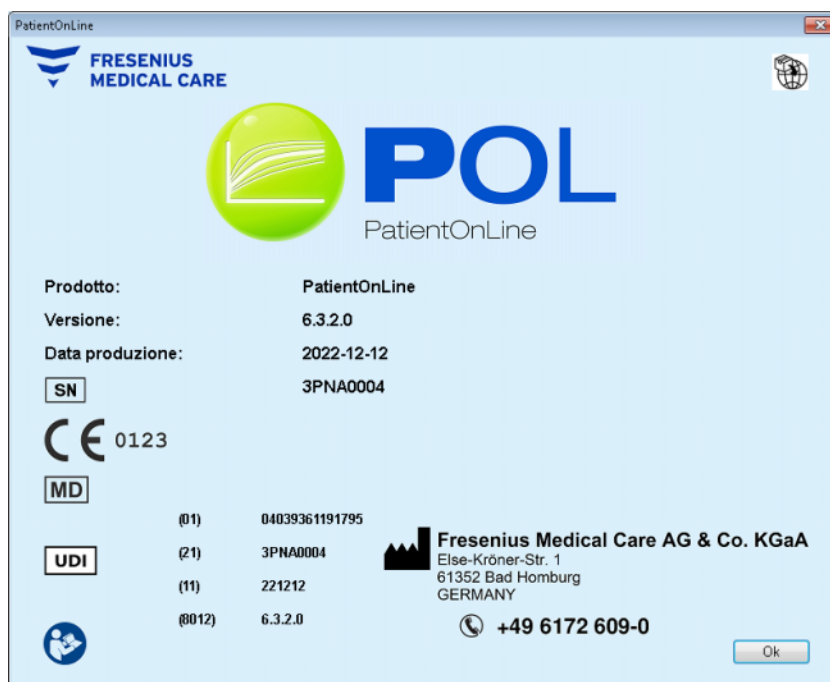 PatientOnLine
FRESENIUS
MEDICAL CARE
POL
PatientOnLine
Prodotto: PatientOnLine
Versione: 6.3.2.0
Data produzione: 2022-12-12
SN 3PNA0004
CE 0123
MD
UDI
(01) 04039361191795
(21) 3PNA0004
(11) 221212
(8012) 6.3.2.0
Fresenius Medical Care AG & Co. KGaA
Else-Kröner-Str. 1
61352 Bad Homburg
GERMANY
+49 6172 609-0
Ok